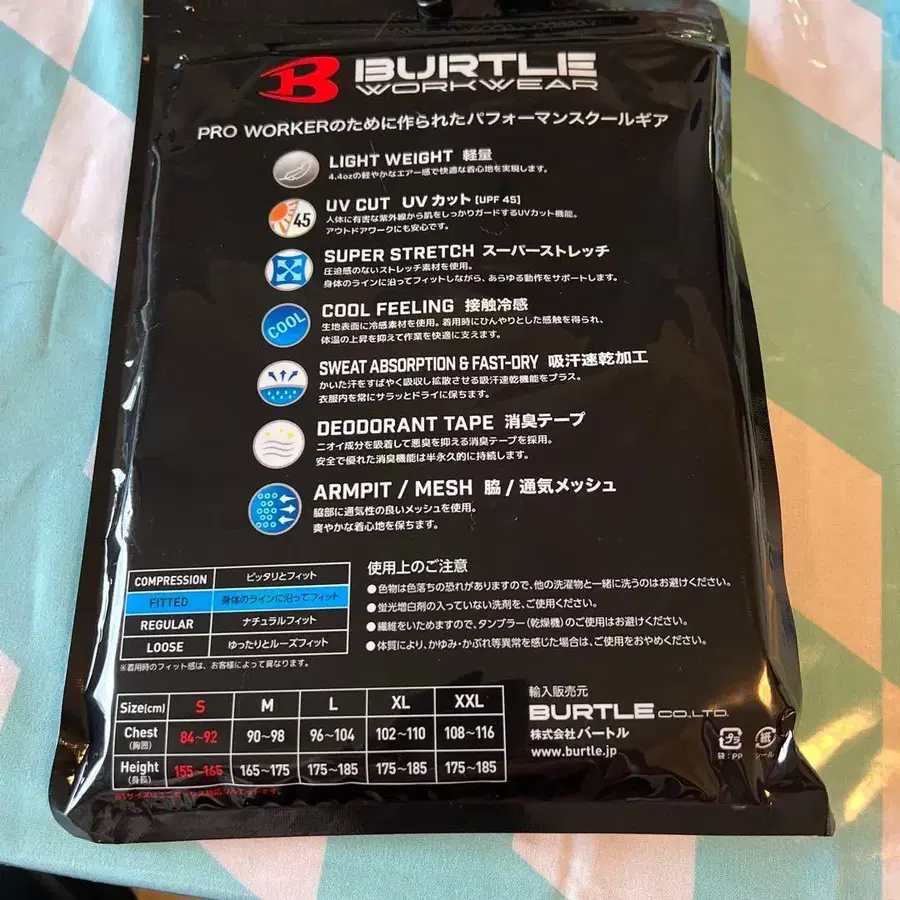 BURTLE
WORKWEAR
PRO WORKERのために作られたパフォーマンスクールギア
LIGHT WEIGHT 軽量
4.4ozの軽やかなエアー感で快適な着心地を実現します。
45
UV CUT UVカット [UPF 45]
人体に有害な紫外線から肌をしっかりガードするUVカット機能。
アウトドアワークにも安心です。
SUPER STRETCH スーパーストレッチ
圧迫感のないストレッチ素材を使用。
身体のラインに沿ってフィットしながら、あらゆる動作をサポートします。
COOL
COOL FEELING 接触冷感
生地表面に冷感素材を使用。着用時にひんやりとした感触を得られ、
体温の上昇を抑えて作業を快適に支えます。
SWEAT ABSORPTION & FAST-DRY 吸汗速乾加工
かいた汗をすばやく吸収し拡散させる吸汗速乾機能をプラス。
衣服内を常にサラッとドライに保ちます。
DEODORANT TAPE 消臭テープ
ニオイ成分を吸着して悪臭を抑える消臭テープを採用。
安全で優れた消臭機能は半永久的に持続します。
ARMPIT / MESH 脇 / 通気メッシュ
脇部に通気性の良いメッシュを使用。
爽やかな着心地を保ちます。
COMPRESSION ピッタリとフィット
FITTED 身体のラインに沿ってフィット
REGULAR ナチュラルフィット
LOOSE ゆったりとルーズフィット
※着用時のフィット感は、お客様によって異なります。
使用上のご注意
●色物は色落ちの恐れがありますので、他の洗濯物と一緒に洗うのはお避けください。
●蛍光増白剤の入っていない洗剤を、ご使用ください。
●繊維をいためますので、タンブラー(乾燥機)のご使用はお避けください。
●体質により、かゆみ・かぶれ等異常を感じた場合は、ご使用をおやめください。
Size(cm) S M L XL XXL
Chest (胸囲) 84~92 90~98 96~104 102~110 108~116
Height (身長) 155~165 165~175 175~185 175~185 175~185
輸入販売元
BURTLE CO.,LTD.
株式会社バートル
www.burtle.jp
プラ
袋:PP
紙
シール